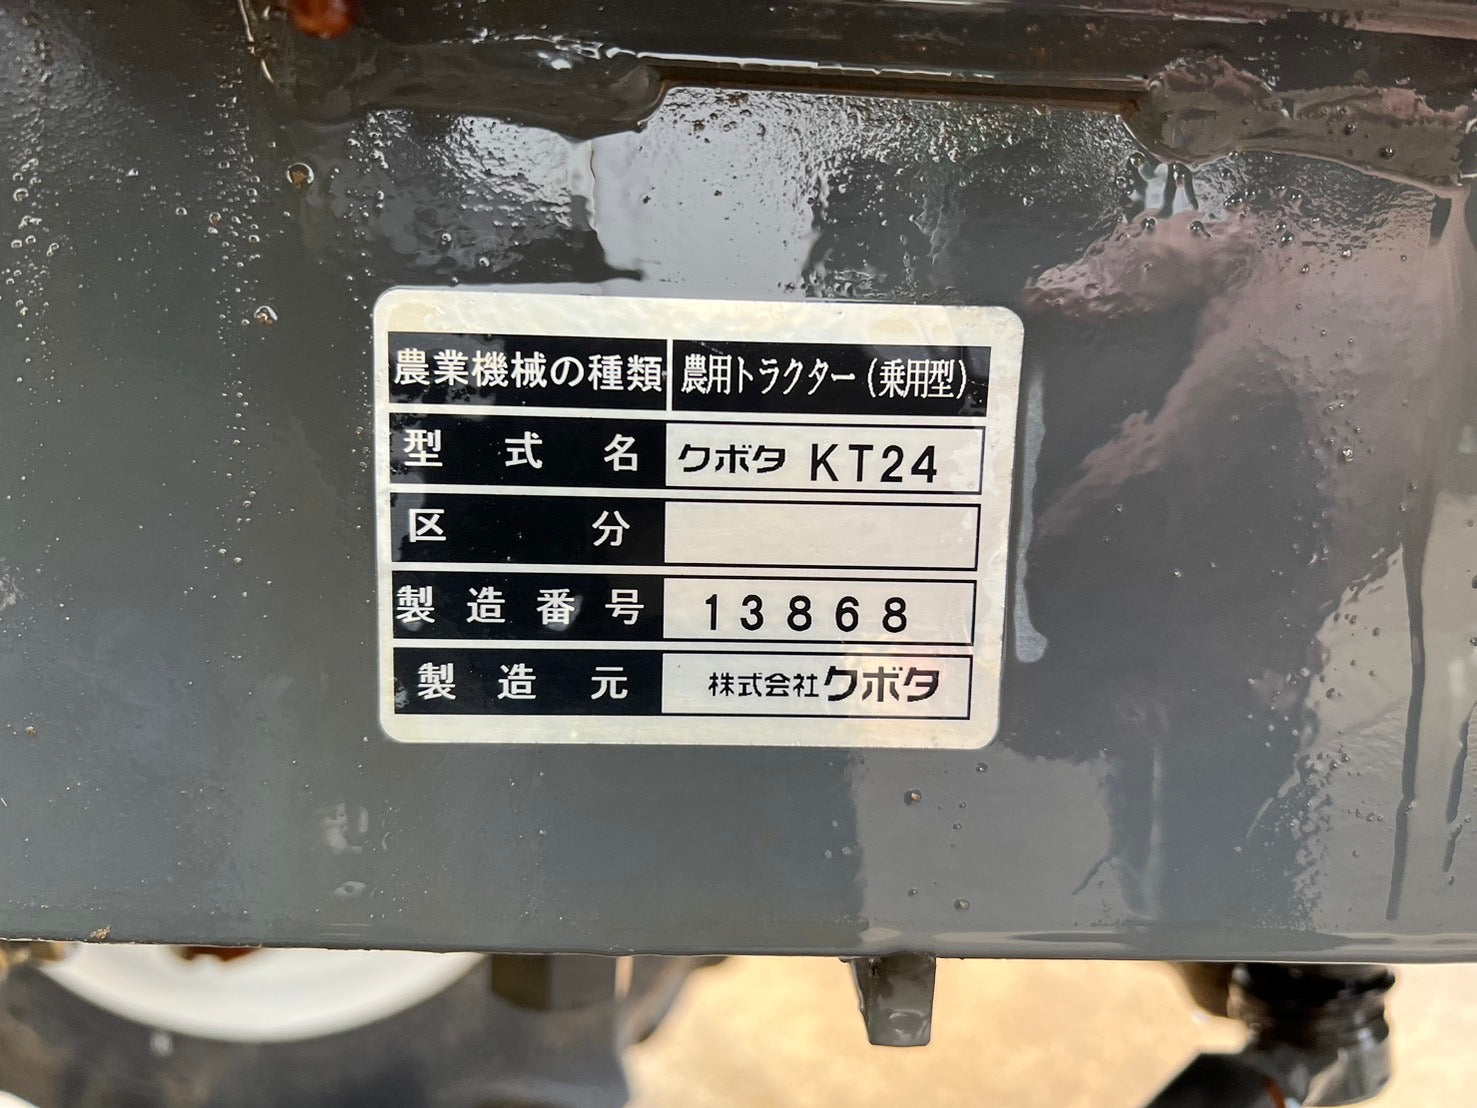 農業機械の種類 農用トラクター(乗用型)
型式名 クボタ KT24
区分
製造番号 13868
製造元 株式会社クボタ